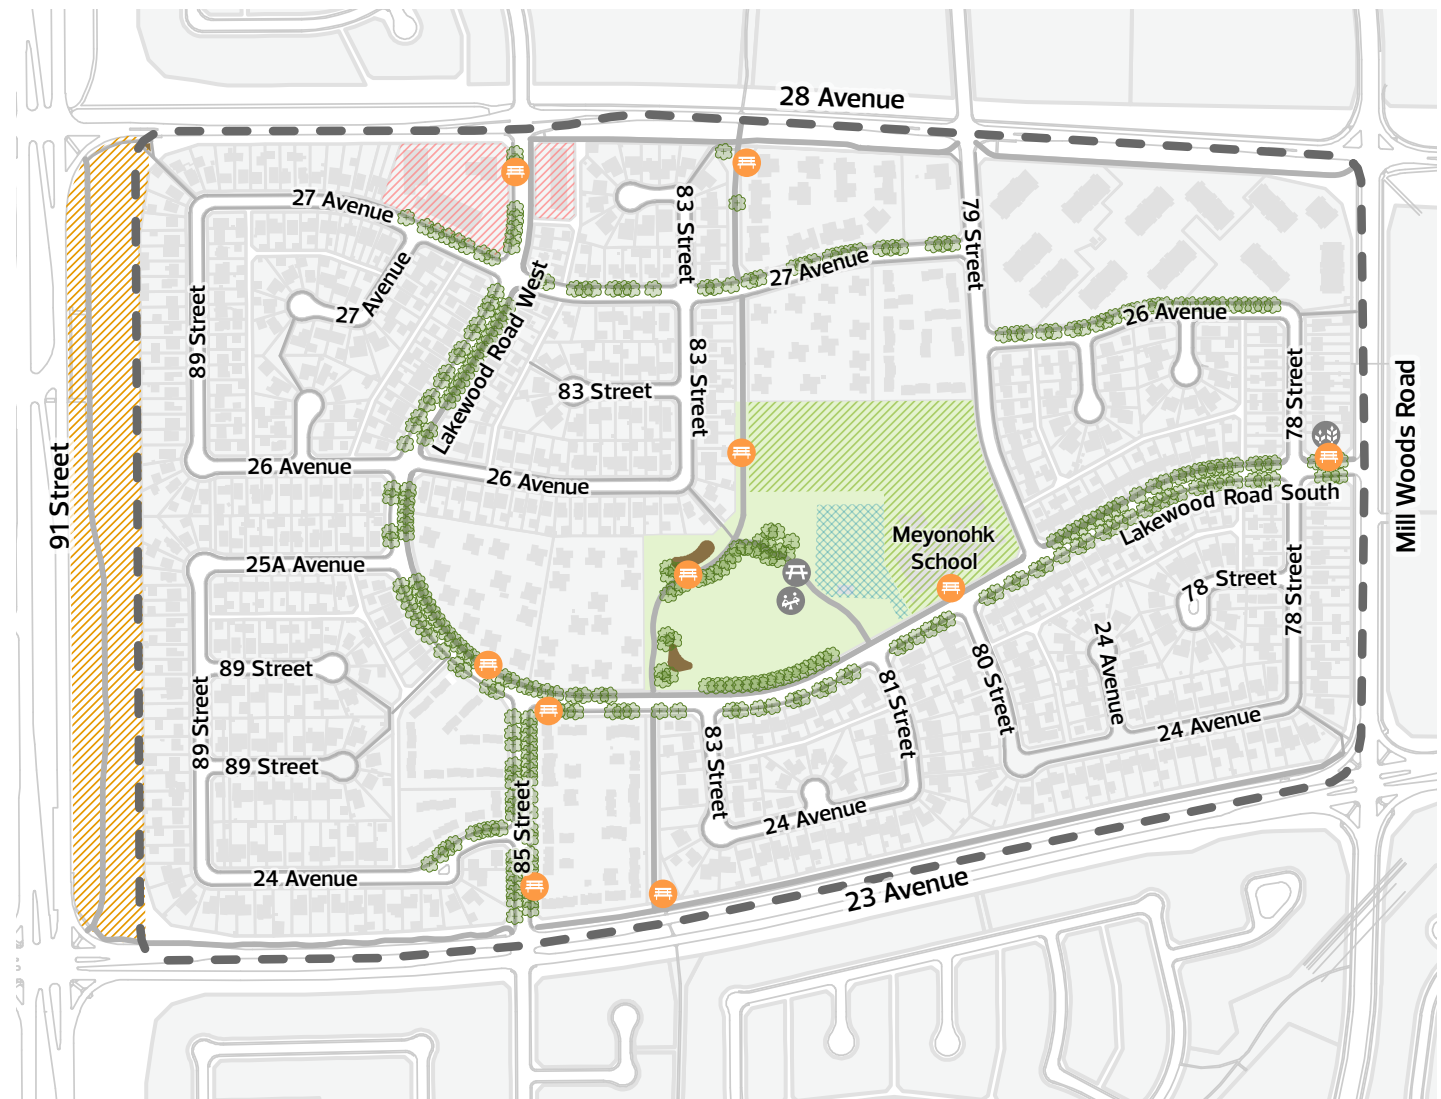 28 Avenue
27 Avenue
83 Street
79 Street
27 Avenue
27 Avenue
89 Street
Lakewood Road West
26 Avenue
83 Street
83 Street
78 Street
Mill Woods Road
91 Street
26 Avenue
26 Avenue
Lakewood Road South
Meyonohk
School
25A Avenue
78 Street
78 Street
24 Avenue
80 Street
89 Street
81 Street
89 Street
83 Street
24 Avenue
89 Street
85 Street
24 Avenue
24 Avenue
23 Avenue